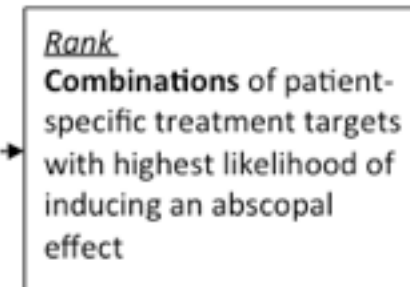 Rank
Combinations of patient-
specific treatment targets
with highest likelihood of
inducing an abscopal
effect